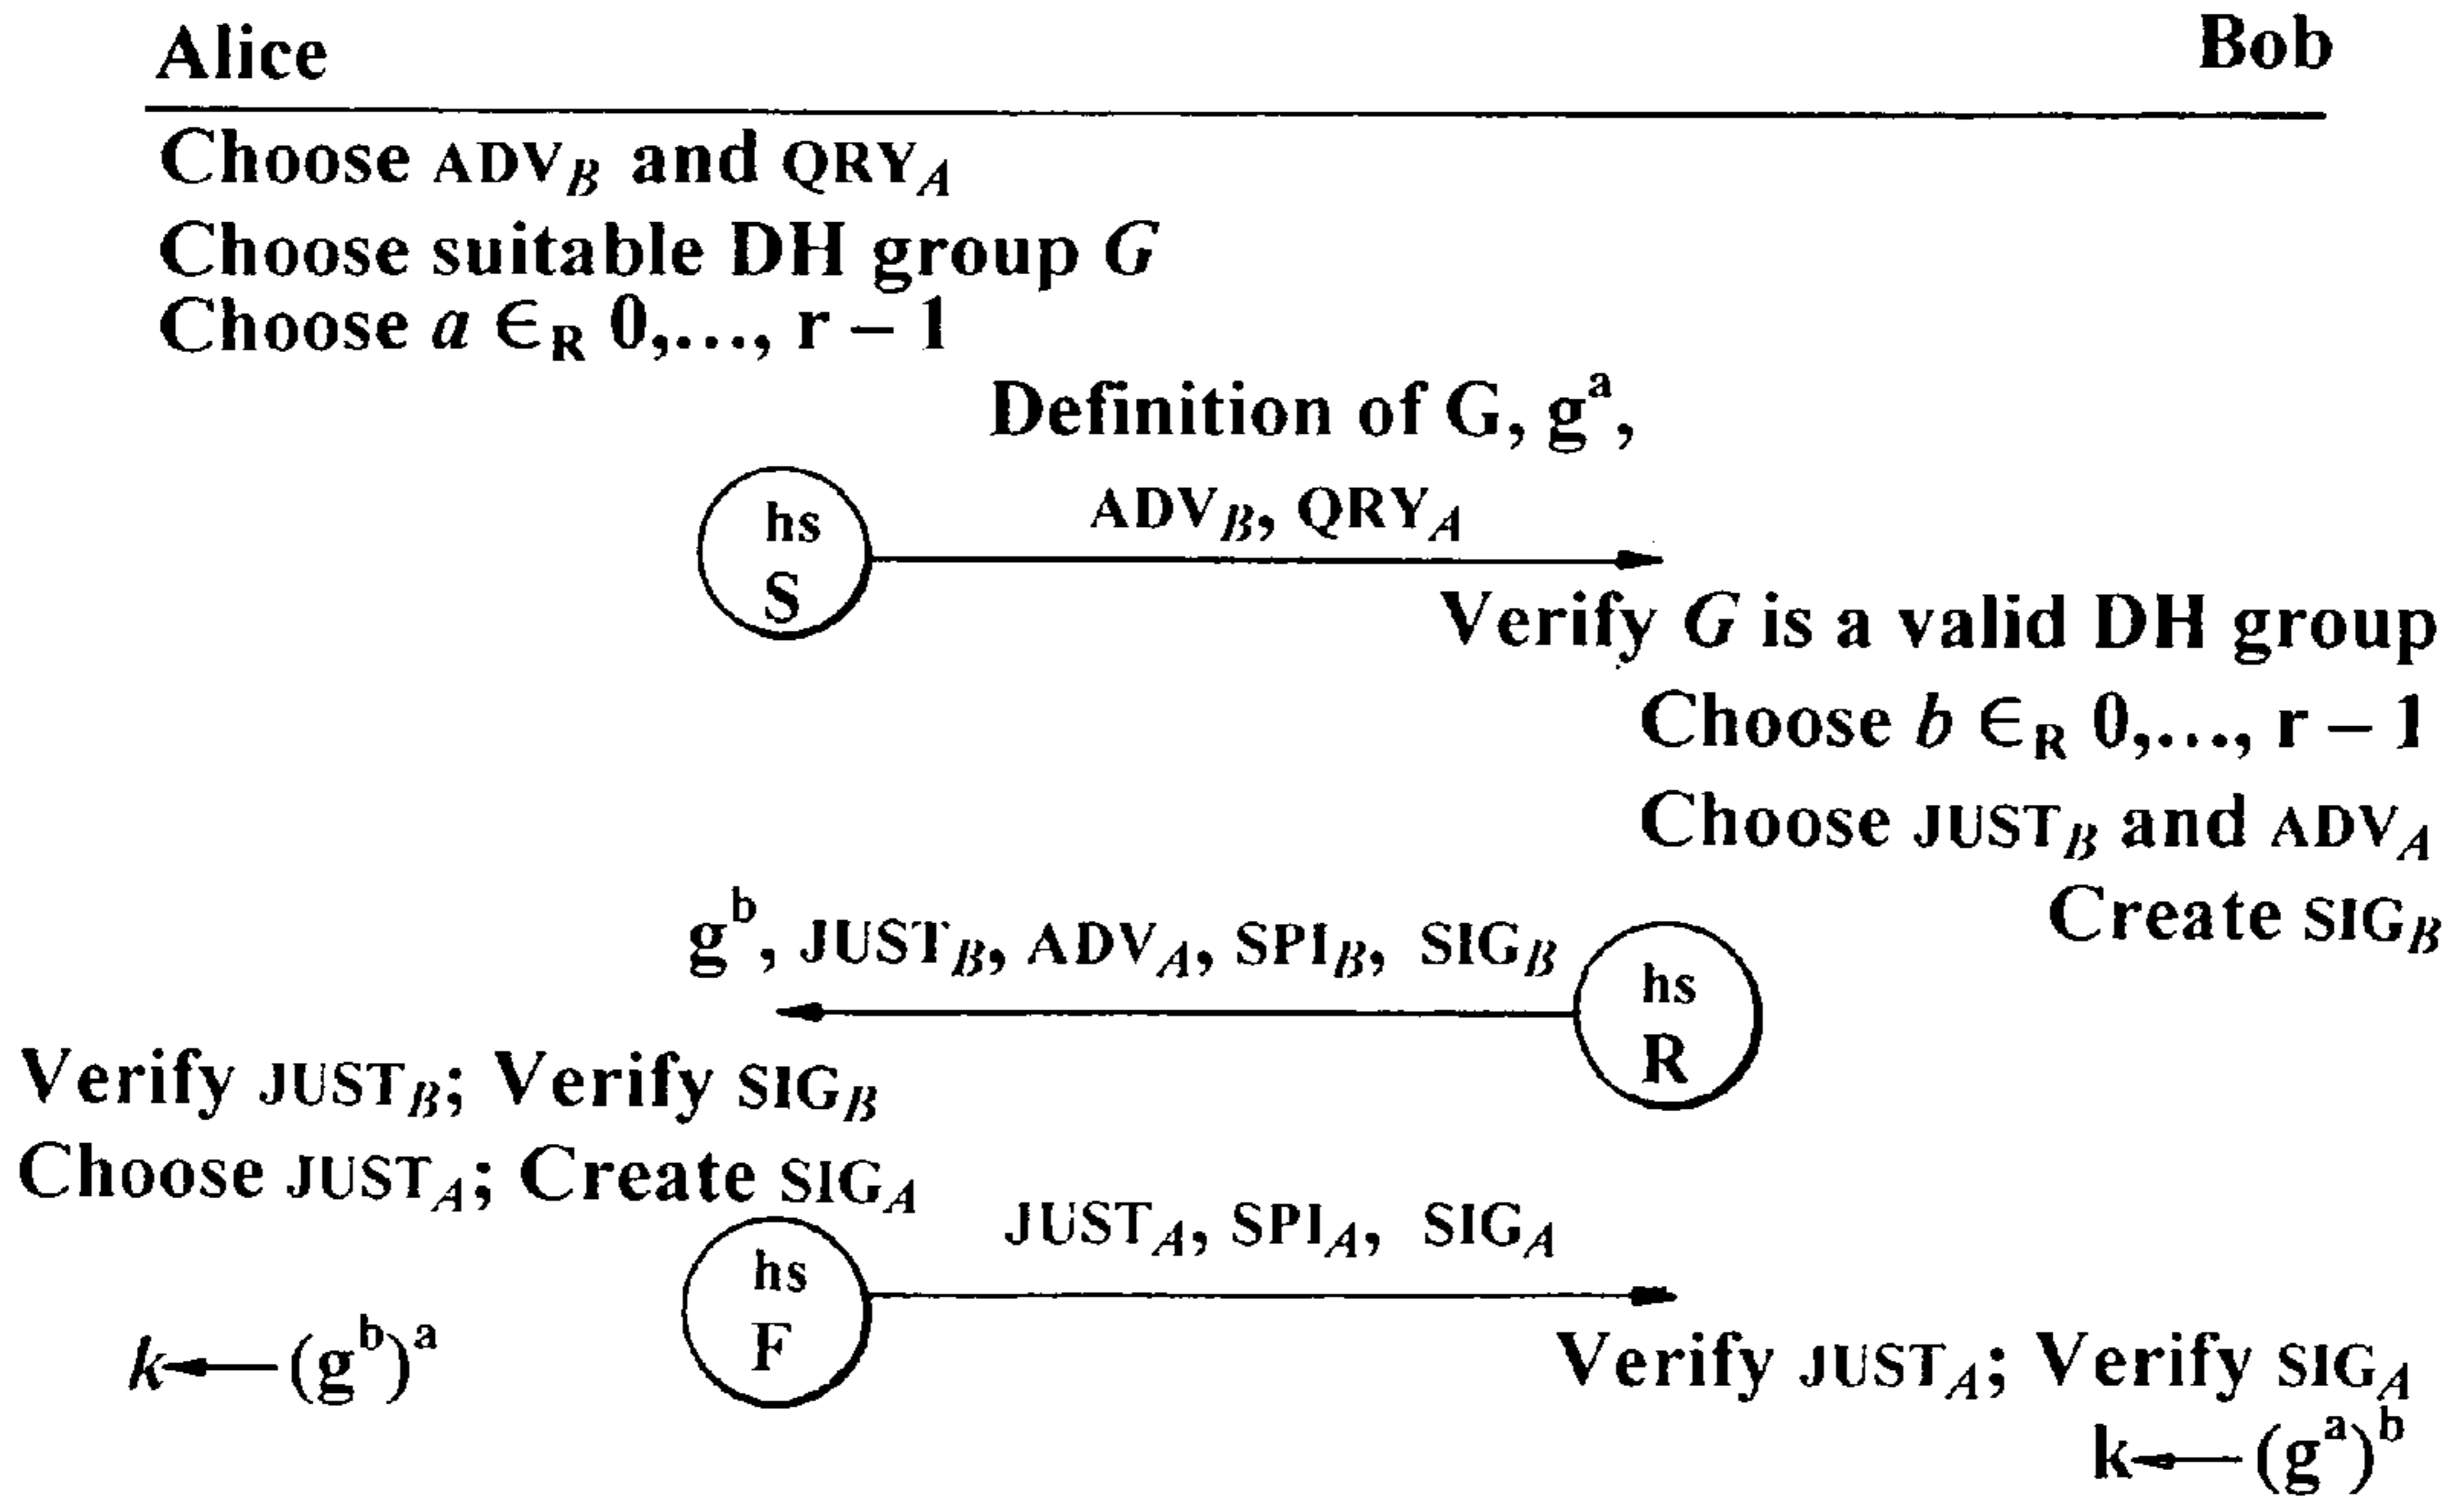 Alice Bob
Choose ADV_B and QRY_A
Choose suitable DH group G
Choose a ∈_R 0,..., r – 1
Definition of G, g^a,
ADV_B, QRY_A
hs
S
Verify G is a valid DH group
Choose b ∈_R 0,..., r – 1
Choose JUST_B and ADV_A
Create SIG_B
g^b, JUST_B, ADV_A, SPI_B, SIG_B
hs
R
Verify JUST_B; Verify SIG_B
Choose JUST_A; Create SIG_A
JUST_A, SPI_A, SIG_A
hs
F
k ← (g^b)^a
Verify JUST_A; Verify SIG_A
k ← (g^a)^b